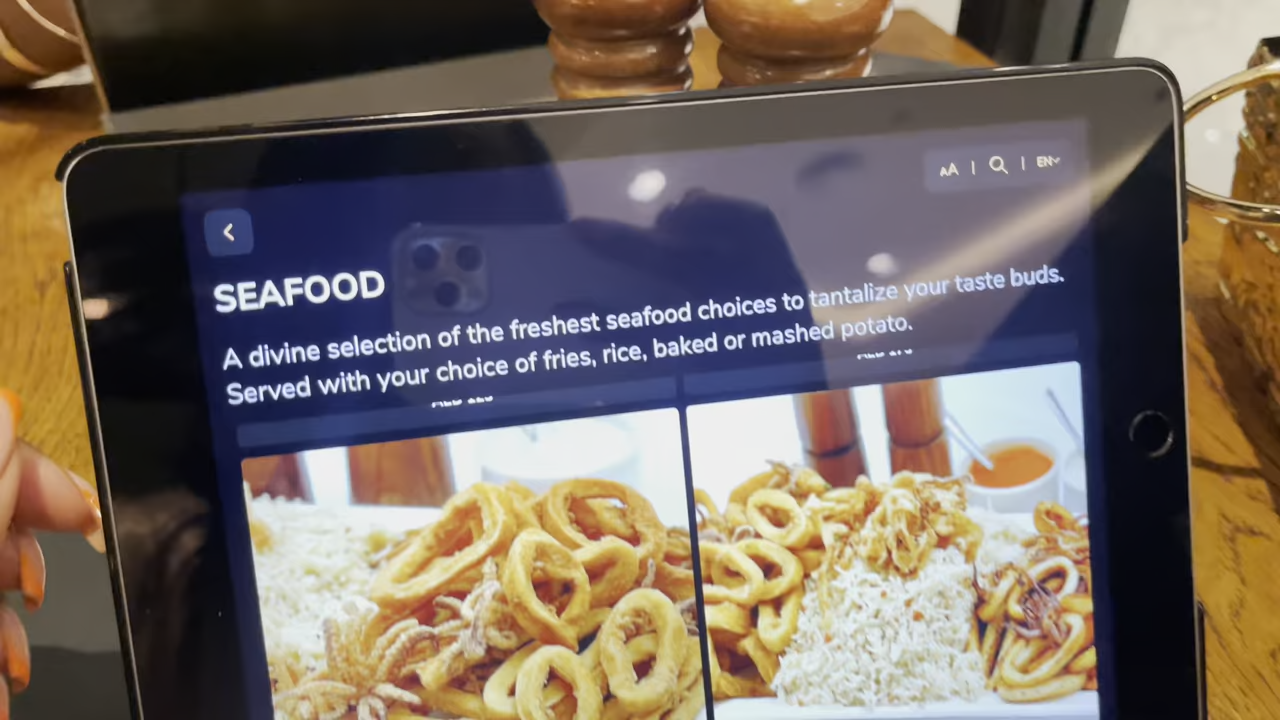 AA | EN
SEAFOOD
A divine selection of the freshest seafood choices to tantalize your taste buds.
Served with your choice of fries, rice, baked or mashed potato.